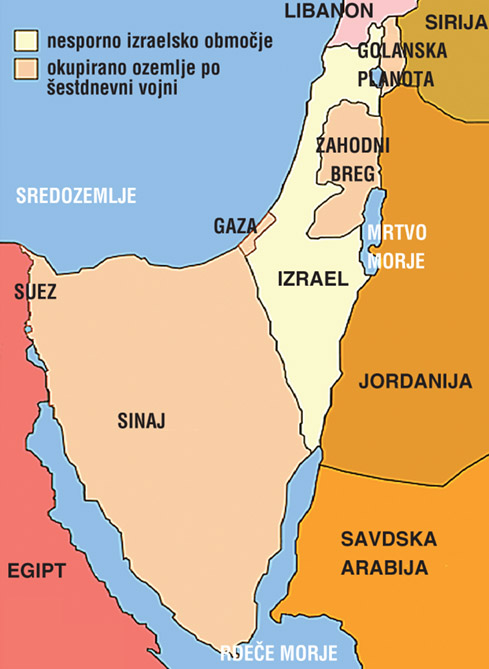 LIBANON
SIRIJA
nesporno izraelsko območje
okupirano ozemlje po
šestdnevni vojni
GOLANSKA
PLANOTA
ZAHODNI
BREG
SREDOZEMLJE
GAZA
MRTVO
MORJE
IZRAEL
SUEZ
JORDANIJA
SINAJ
SAVDSKA
ARABIJA
EGIPT
RDEČE MORJE